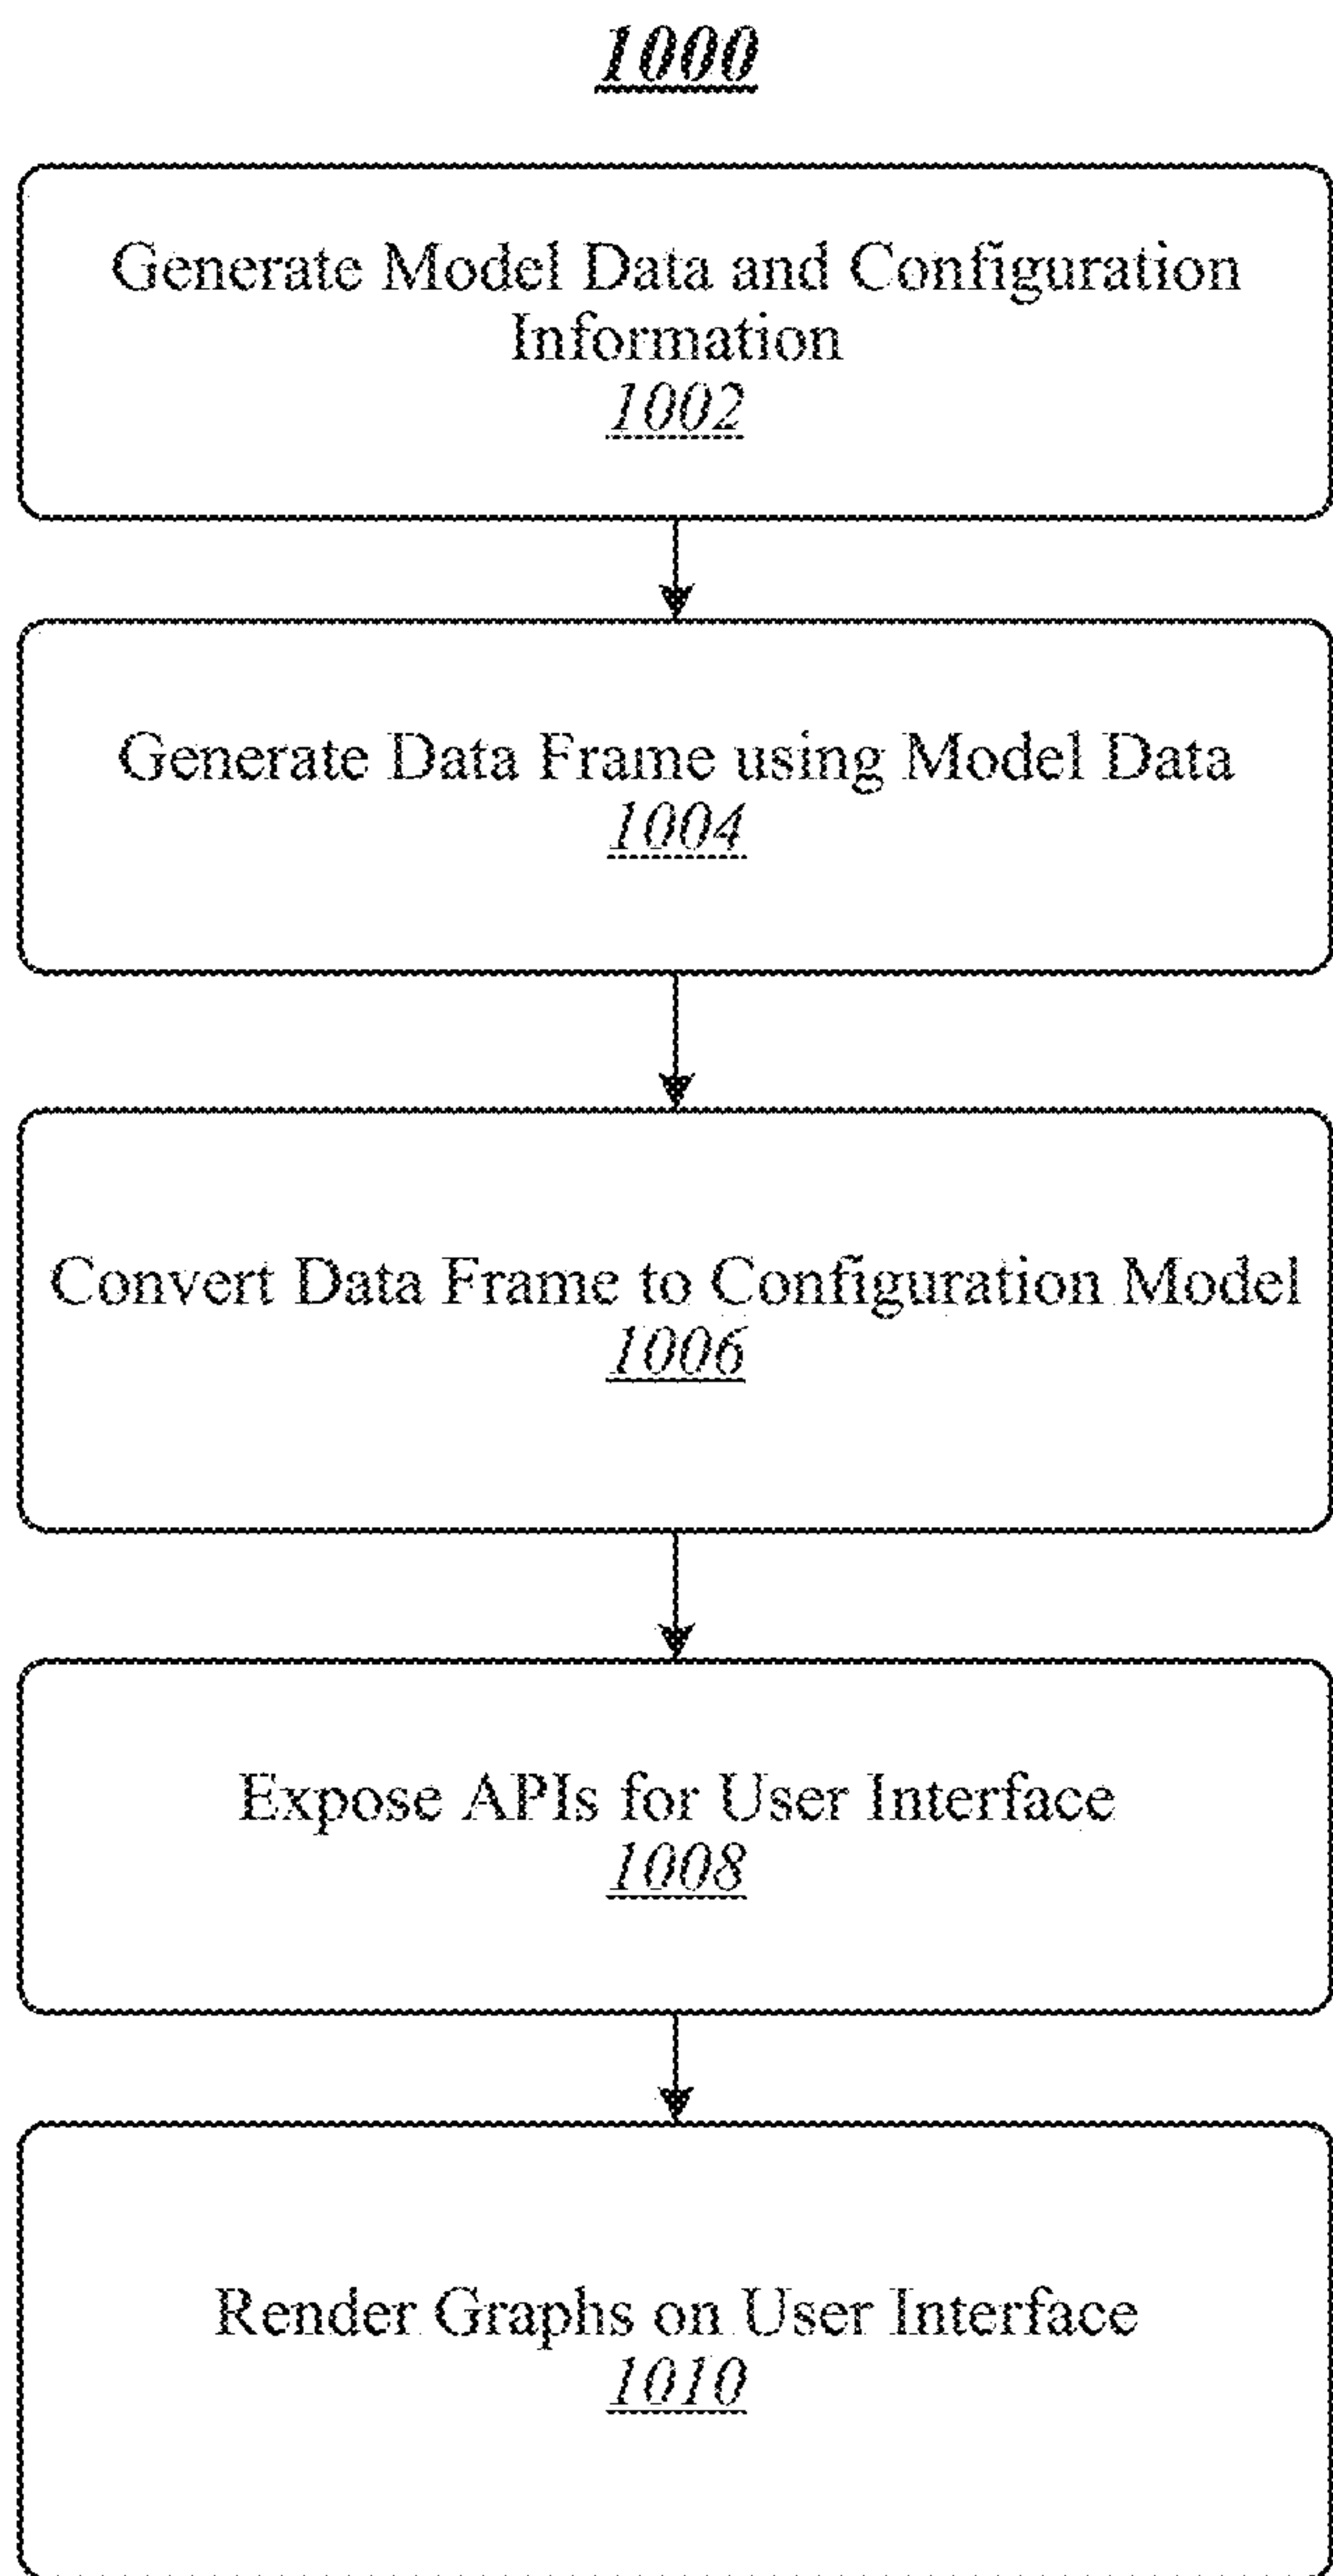 1000
Generate Model Data and Configuration
Information
1002
Generate Data Frame using Model Data
1004
Convert Data Frame to Configuration Model
1006
Expose APIs for User Interface
1008
Render Graphs on User Interface
1010